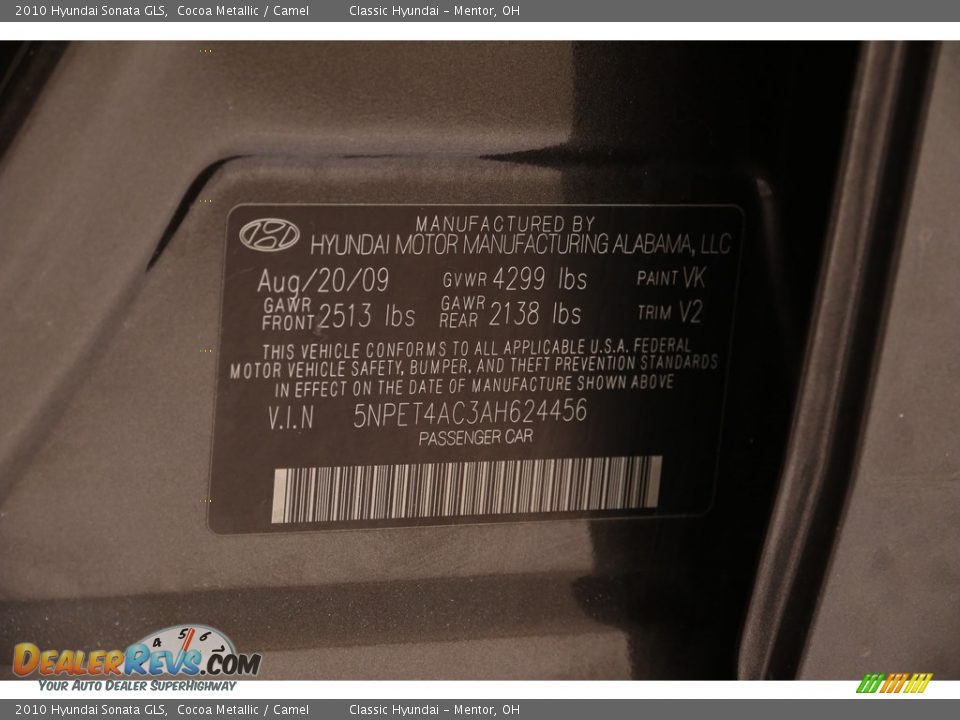 2010 Hyundai Sonata GLS, Cocoa Metallic / Camel Classic Hyundai - Mentor, OH
MANUFACTURED BY
HYUNDAI MOTOR MANUFACTURING ALABAMA, LLC
Aug/20/09 GVWR 4299 lbs PAINT VK
GAWR FRONT 2513 lbs GAWR REAR 2138 lbs TRIM V2
THIS VEHICLE CONFORMS TO ALL APPLICABLE U.S.A. FEDERAL
MOTOR VEHICLE SAFETY, BUMPER, AND THEFT PREVENTION STANDARDS
IN EFFECT ON THE DATE OF MANUFACTURE SHOWN ABOVE
V.I.N 5NPET4AC3AH624456
PASSENGER CAR
4 5 6
DEALERREVS.COM
YOUR AUTO DEALER SUPERHIGHWAY
2010 Hyundai Sonata GLS, Cocoa Metallic / Camel Classic Hyundai - Mentor, OH